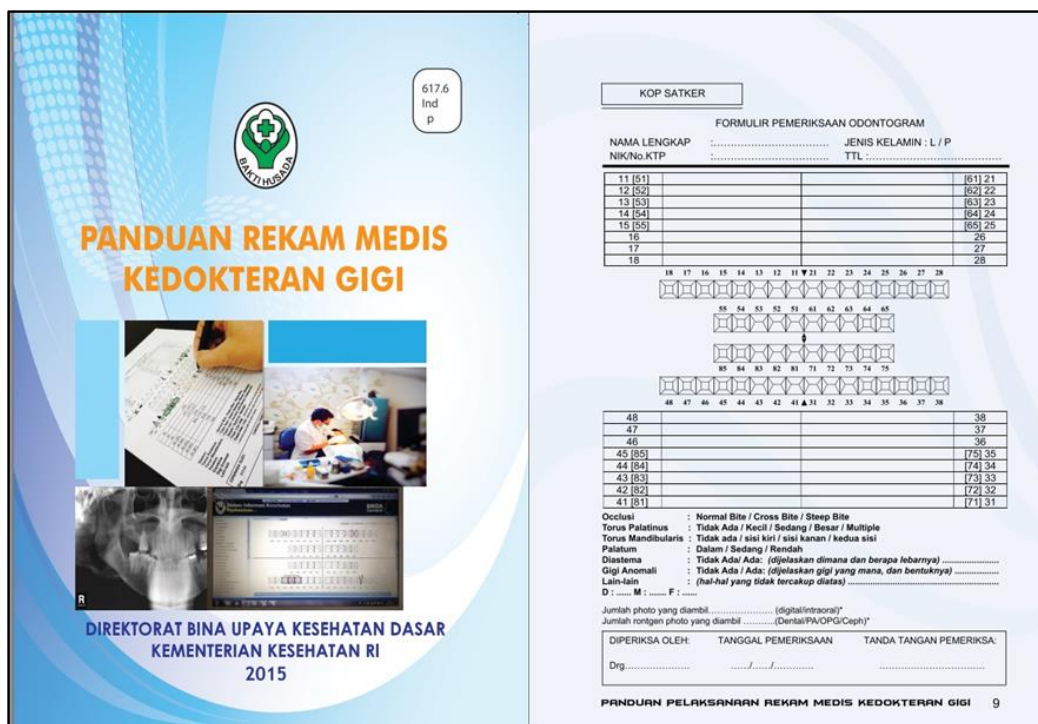 617.6
Ind
p
BAKTI HUSADA
PANDUAN REKAM MEDIS
KEDOKTERAN GIGI
R
DIREKTORAT BINA UPAYA KESEHATAN DASAR
KEMENTERIAN KESEHATAN RI
2015
KOP SATKER
FORMULIR PEMERIKSAAN ODONTOGRAM
NAMA LENGKAP :................................. JENIS KELAMIN : L / P
NIK/No.KTP :................................. TTL :.....................................
11 [51] [61] 21
12 [52] [62] 22
13 [53] [63] 23
14 [54] [64] 24
15 [55] [65] 25
16 26
17 27
18 28
18 17 16 15 14 13 12 11 ▼ 21 22 23 24 25 26 27 28
55 54 53 52 51 61 62 63 64 65
85 84 83 82 81 71 72 73 74 75
48 47 46 45 44 43 42 41 ▲ 31 32 33 34 35 36 37 38
48 38
47 37
46 36
45 [85] [75] 35
44 [84] [74] 34
43 [83] [73] 33
42 [82] [72] 32
41 [81] [71] 31
Occlusi : Normal Bite / Cross Bite / Steep Bite
Torus Palatinus : Tidak Ada / Kecil / Sedang / Besar / Multiple
Torus Mandibularis : Tidak ada / sisi kiri / sisi kanan / kedua sisi
Palatum : Dalam / Sedang / Rendah
Diastema : Tidak Ada/ Ada: (dijelaskan dimana dan berapa lebarnya) ......................
Gigi Anomali : Tidak Ada / Ada: (dijelaskan gigi yang mana, dan bentuknya) .................
Lain-lain : (hal-hal yang tidak tercakup diatas) .............................................
D : ...... M : ....... F : ......
Jumlah photo yang diambil...................... (digital/intraoral)*
Jumlah rontgen photo yang diambil ...........(Dental/PA/OPG/Ceph)*
DIPERIKSA OLEH: TANGGAL PEMERIKSAAN TANDA TANGAN PEMERIKSA:
Drg.................... ....../......./............. ..................................
PANDUAN PELAKSANAAN REKAM MEDIS KEDOKTERAN GIGI 9